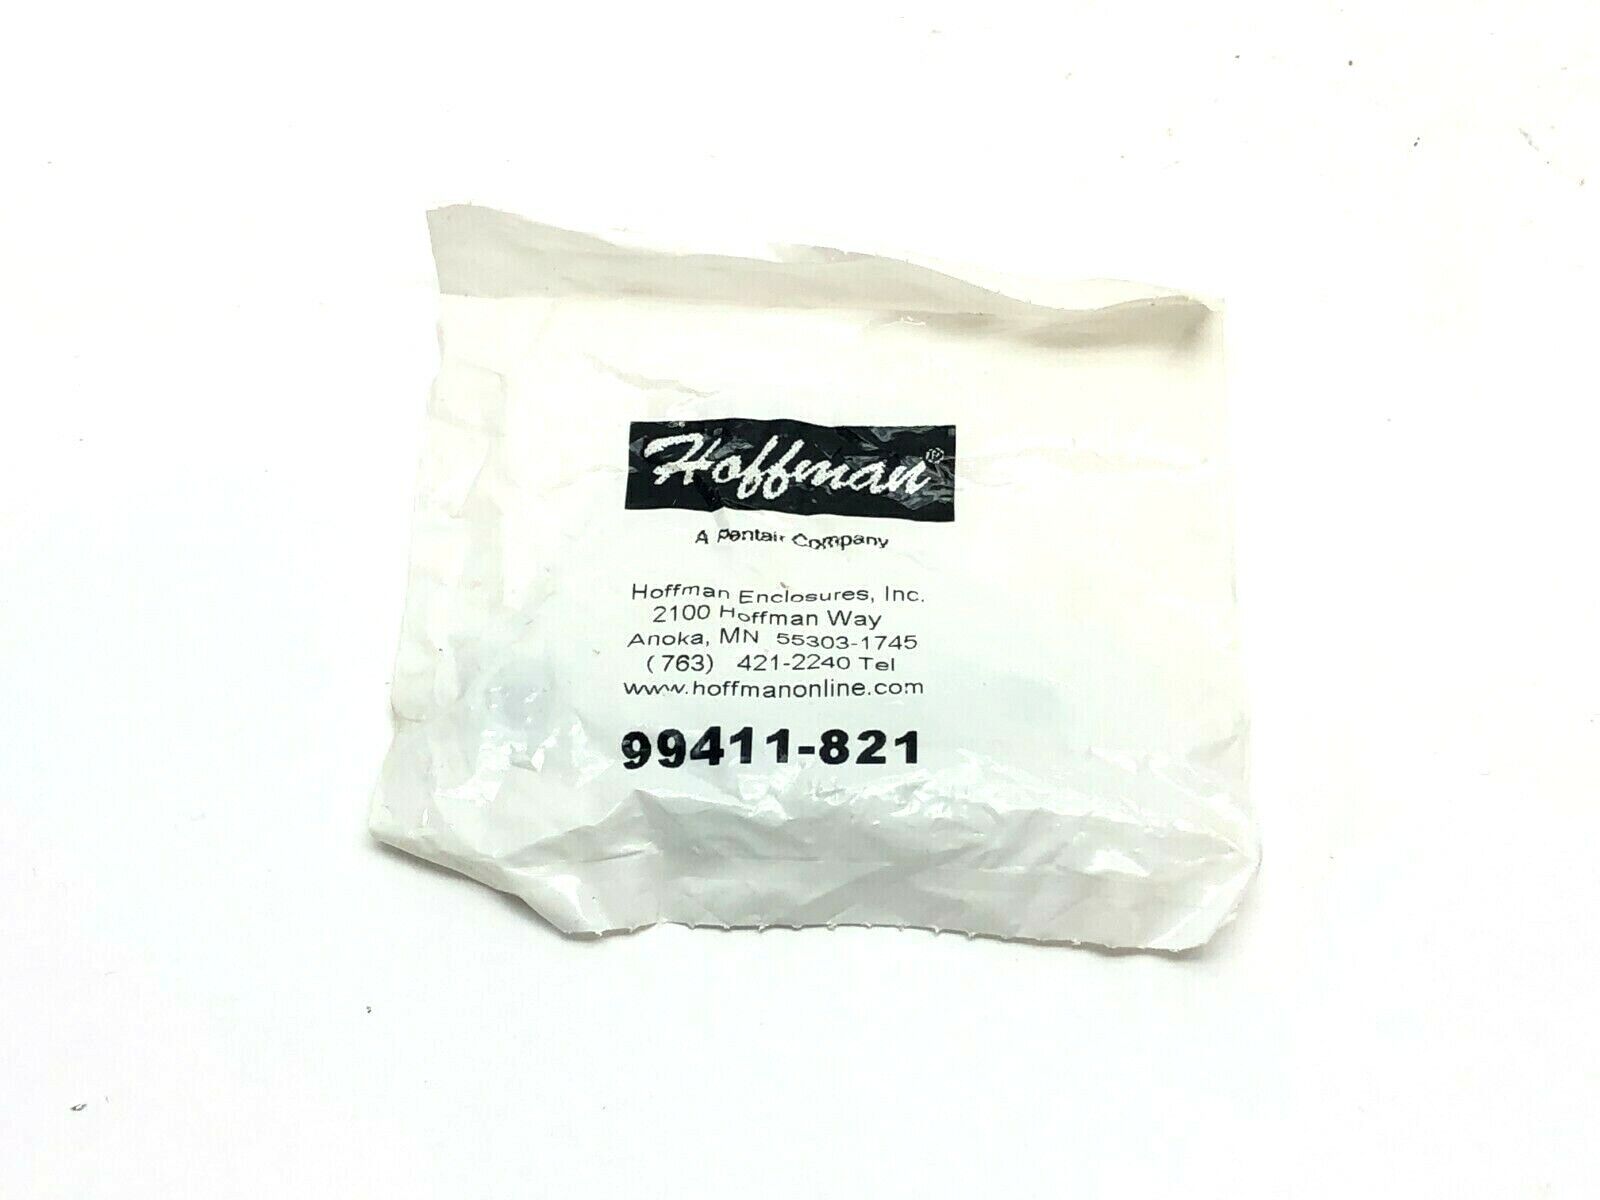 Hoffman®
A Pentair Company
Hoffman Enclosures, Inc.
2100 Hoffman Way
Anoka, MN 55303-1745
(763) 421-2240 Tel
www.hoffmanonline.com
99411-821